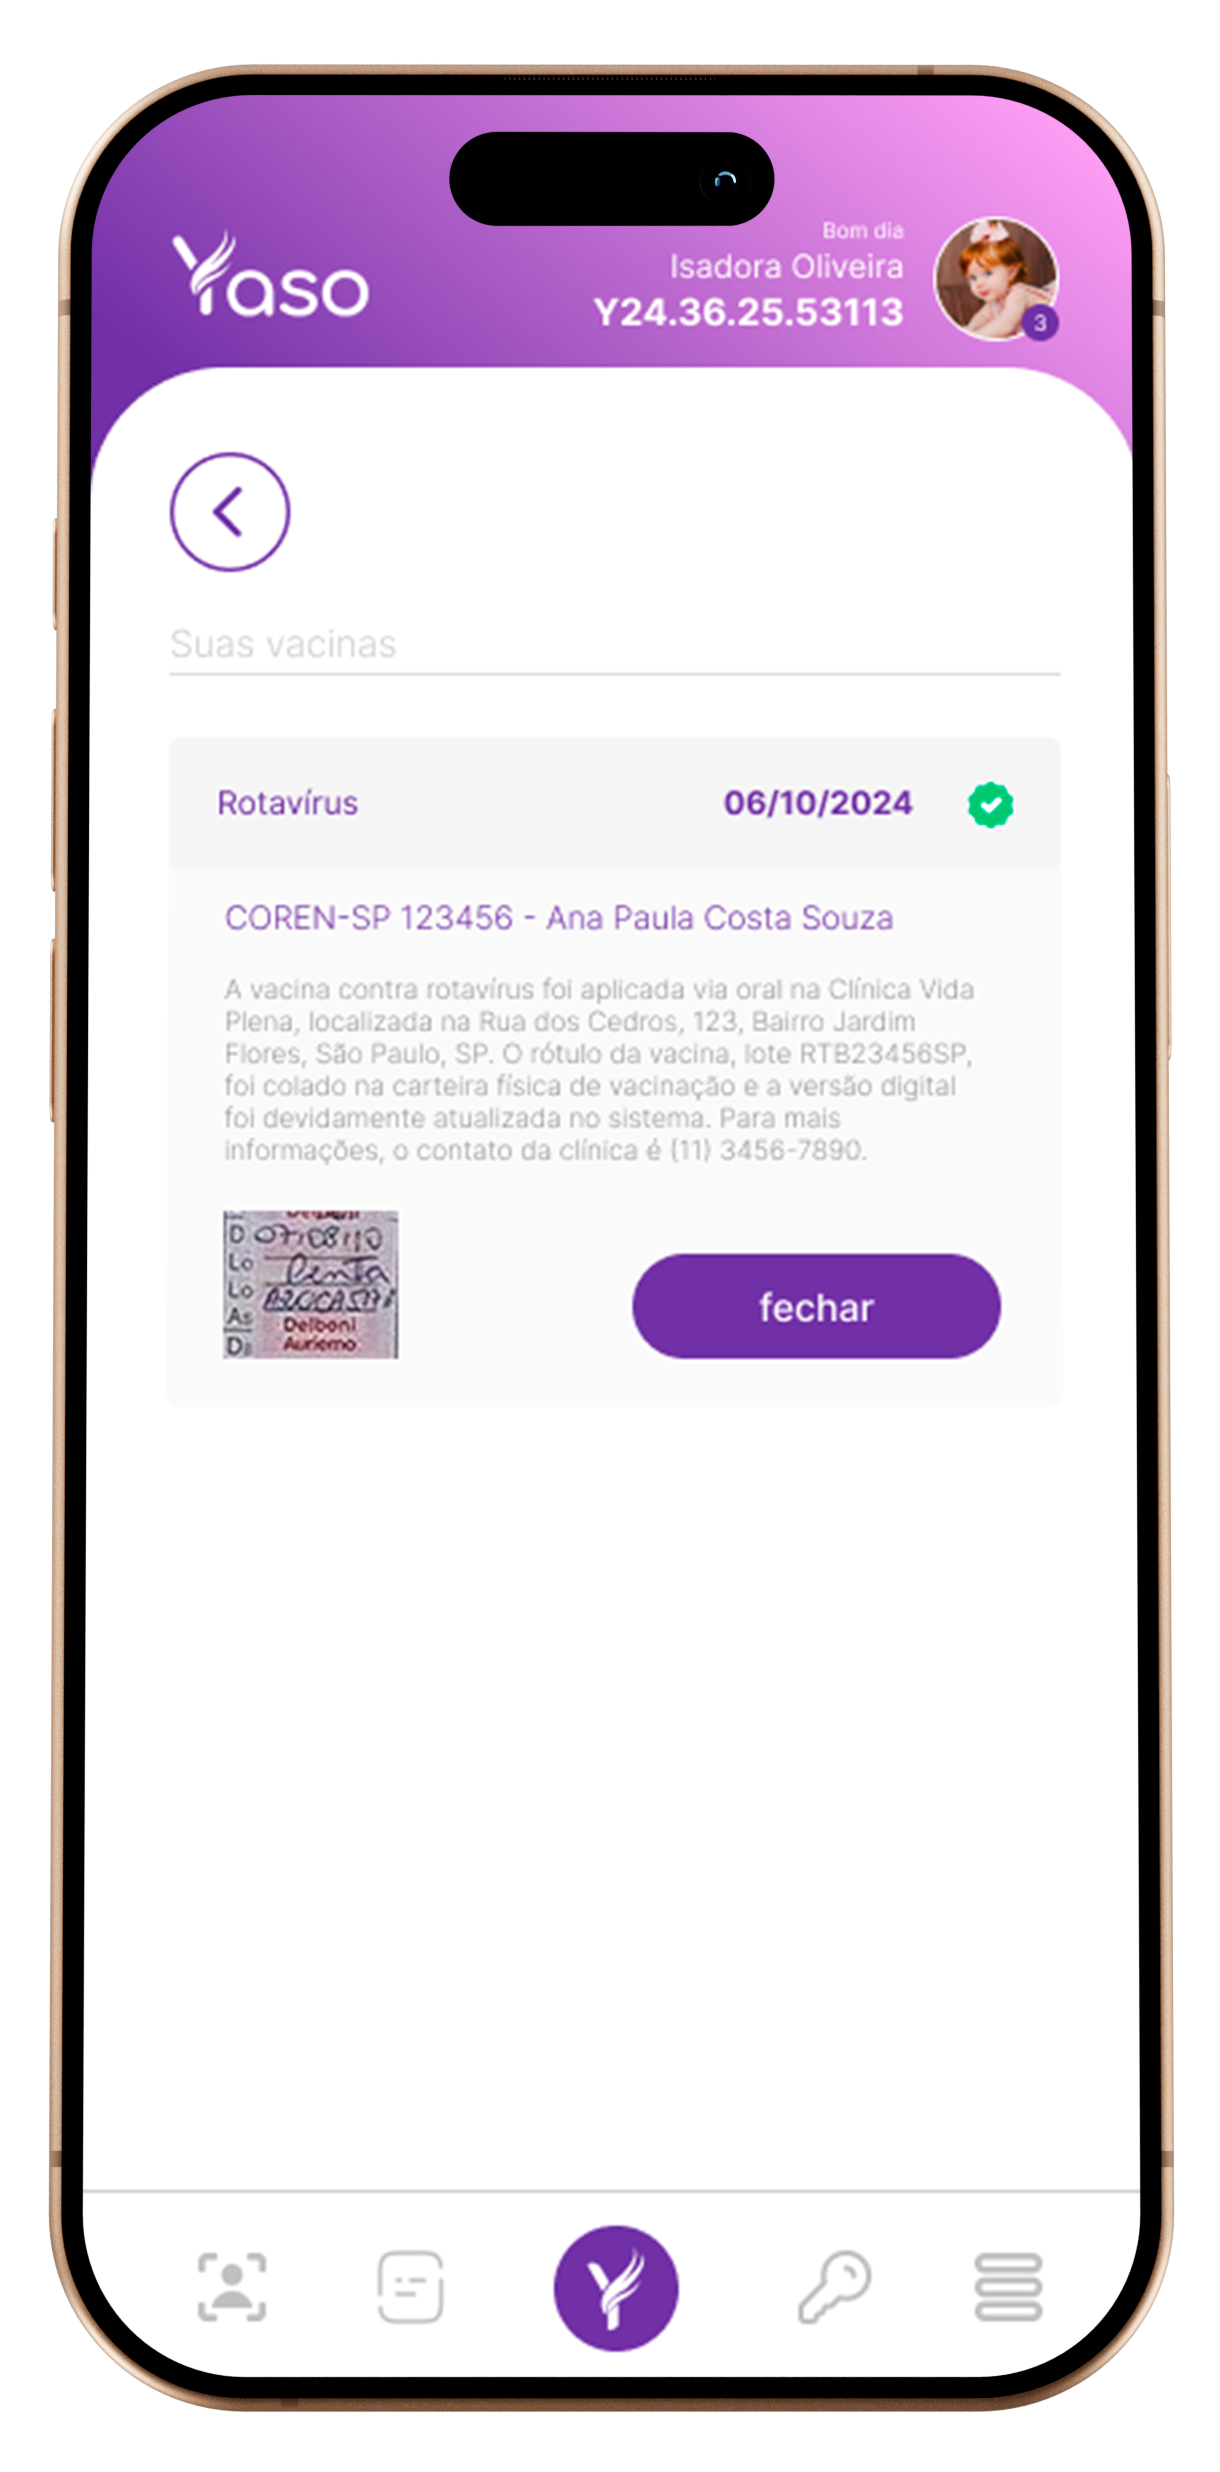 Yaso
Bom dia
Isadora Oliveira
Y24.36.25.53113
3
Suas vacinas
Rotavírus 06/10/2024
COREN-SP 123456 - Ana Paula Costa Souza
A vacina contra rotavírus foi aplicada via oral na Clínica Vida
Plena, localizada na Rua dos Cedros, 123, Bairro Jardim
Flores, São Paulo, SP. O rótulo da vacina, lote RTB23456SP,
foi colado na carteira física de vacinação e a versão digital
foi devidamente atualizada no sistema. Para mais
informações, o contato da clínica é (11) 3456-7890.
D 07/08/10
Lo
Lo
As Delboni
Auriemo
fechar